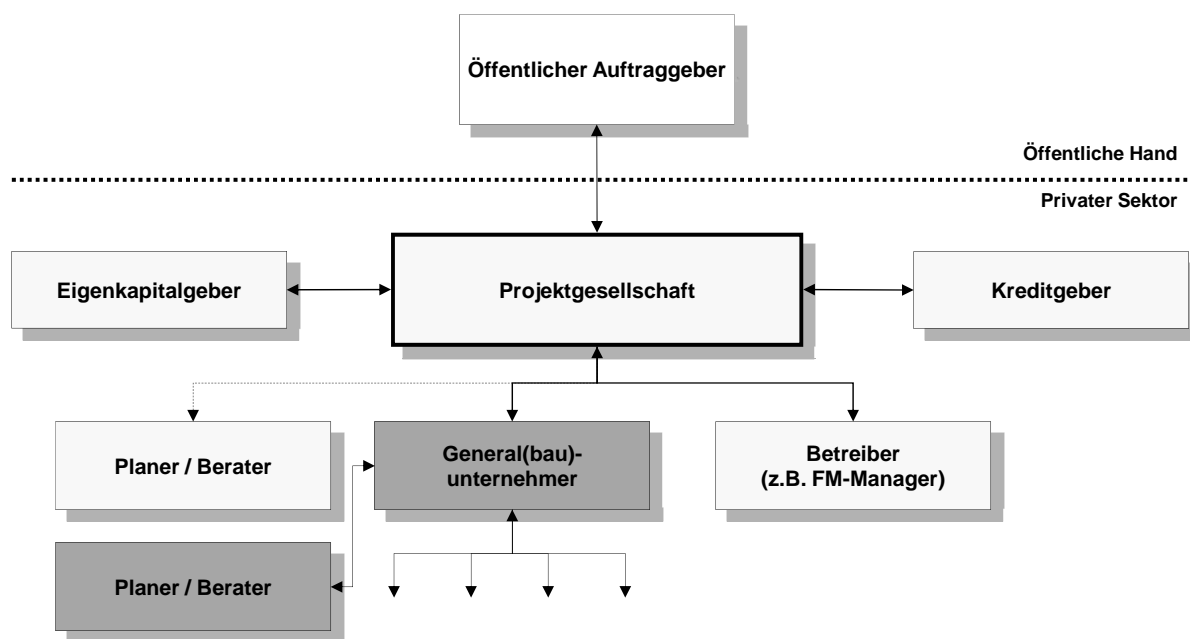 Öffentlicher Auftraggeber
Öffentliche Hand
Privater Sektor
Eigenkapitalgeber
Projektgesellschaft
Kreditgeber
Planer / Berater
General(bau)-
unternehmer
Betreiber
(z.B. FM-Manager)
Planer / Berater